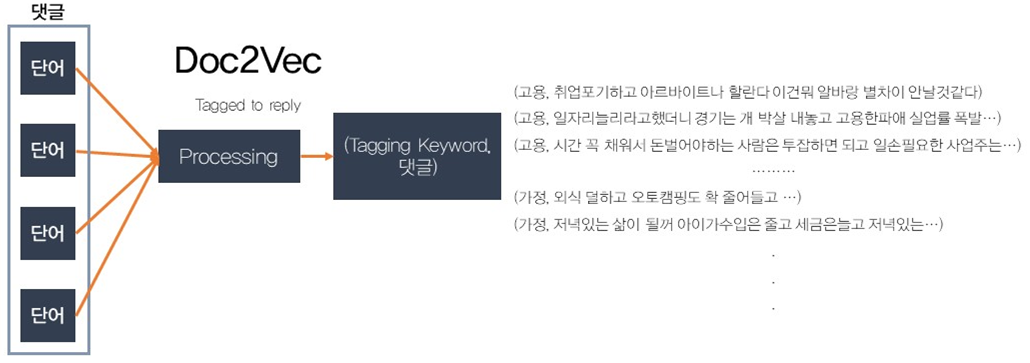 댓글
단어
단어
단어
단어
Doc2Vec
Tagged to reply
Processing
(Tagging Keyword,
댓글)
(고용, 취업포기하고 아르바이트나 할란다 이건뭐 알바랑 별차이 안날것같다)
(고용, 일자리늘리라고했더니 경기는 개 박살 내놓고 고용한파애 실업률 폭발…)
(고용, 시간 꼭 채워서 돈벌어야하는 사람은 투잡하면 되고 일손필요한 사업주는…)
………
(가정, 외식 덜하고 오토캠핑도 확 줄어들고 …)
(가정, 저녁있는 삶이 될꺼 아이가수입은 줄고 세금은늘고 저녁있는…)
.
.
.